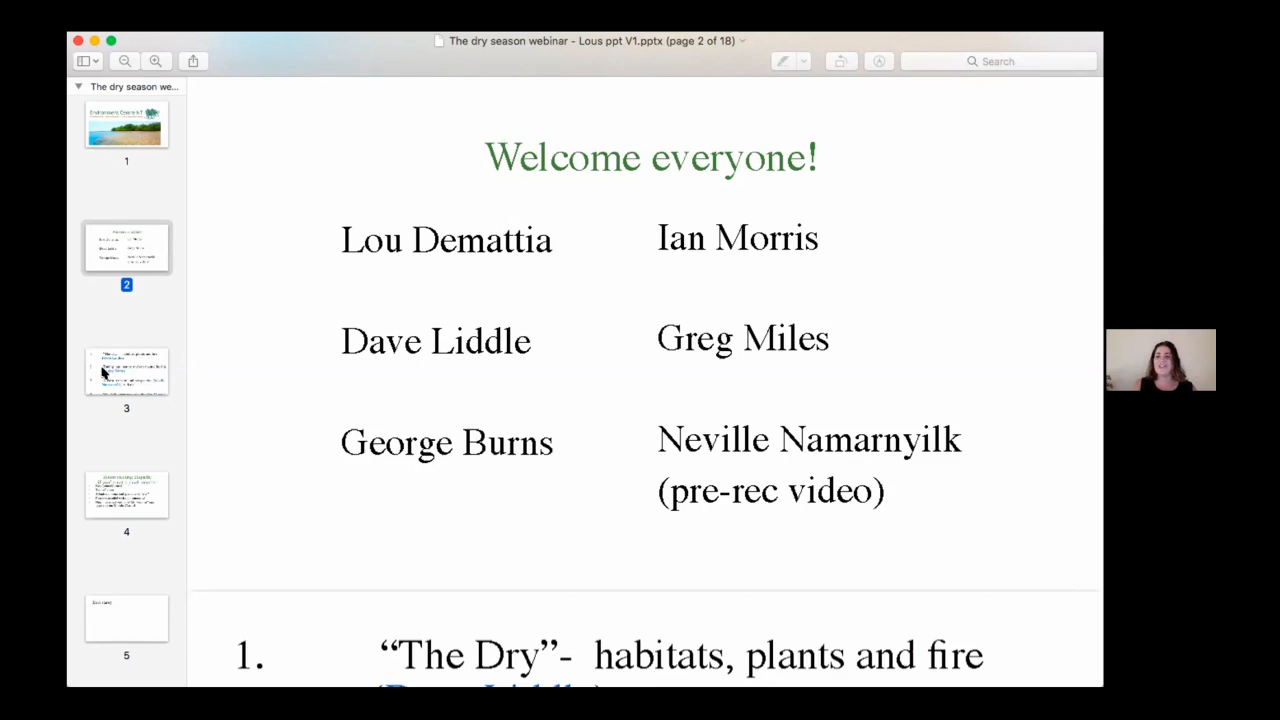 The dry season webinar - Lous ppt V1.pptx (page 2 of 18)
Search
The dry season we...
1
2
3
4
5
Welcome everyone!
Lou Demattia
Ian Morris
Dave Liddle
Greg Miles
George Burns
Neville Namarnyilk
(pre-rec video)
1. “The Dry”- habitats, plants and fire